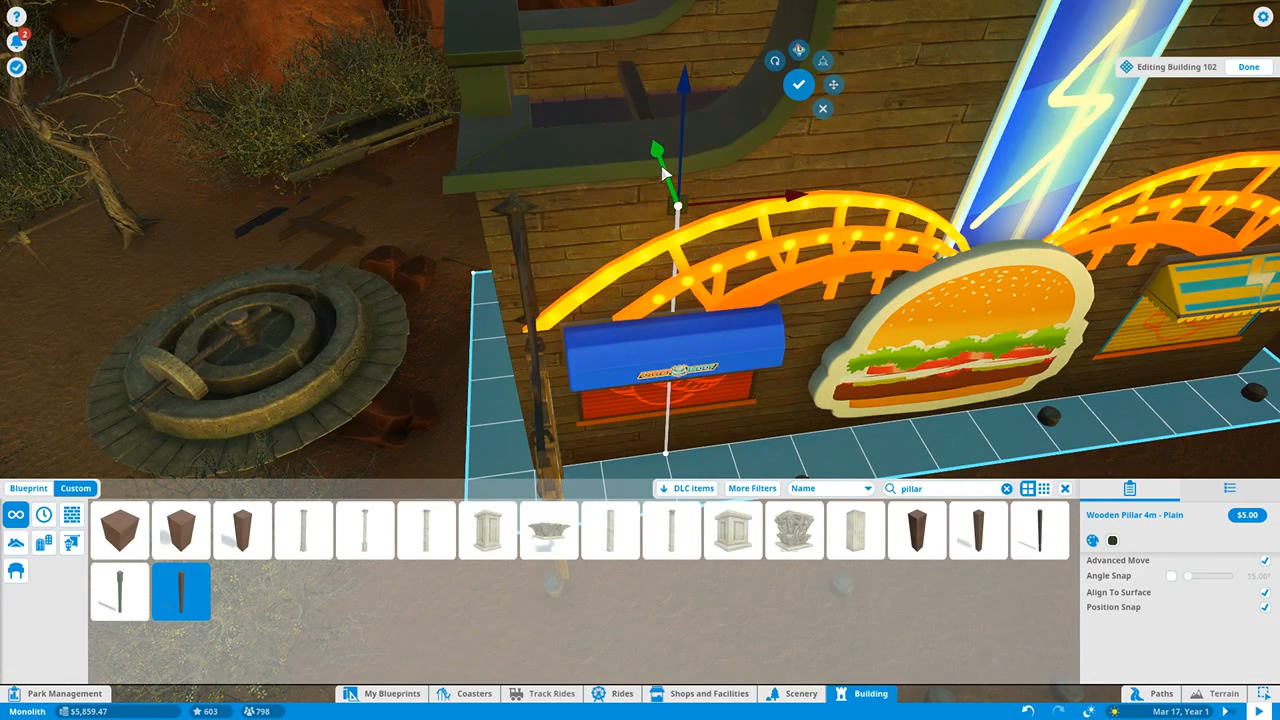 ?
2
Editing Building 102
Done
Blueprint
Custom
DLC items
More Filters
Name
pillar
Wooden Pillar 4m - Plain
$5.00
Advanced Move
Angle Snap
15.00°
Align To Surface
Position Snap
Park Management
My Blueprints
Coasters
Track Rides
Rides
Shops and Facilities
Scenery
Building
Paths
Terrain
Monolith
$5,859.47
603
798
Mar 17, Year 1